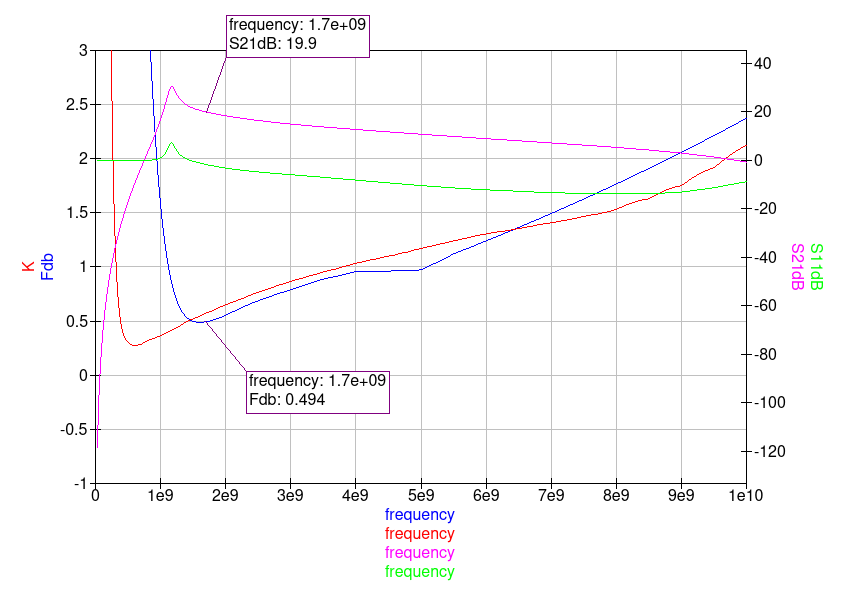 frequency: 1.7e+09
S21dB: 19.9
3
2.5
2
1.5
1
0.5
0
-0.5
-1
40
20
0
-20
-40
-60
-80
-100
-120
K
Fdb
S21dB
S11dB
frequency: 1.7e+09
Fdb: 0.494
0 1e9 2e9 3e9 4e9 5e9 6e9 7e9 8e9 9e9 1e10
frequency
frequency
frequency
frequency